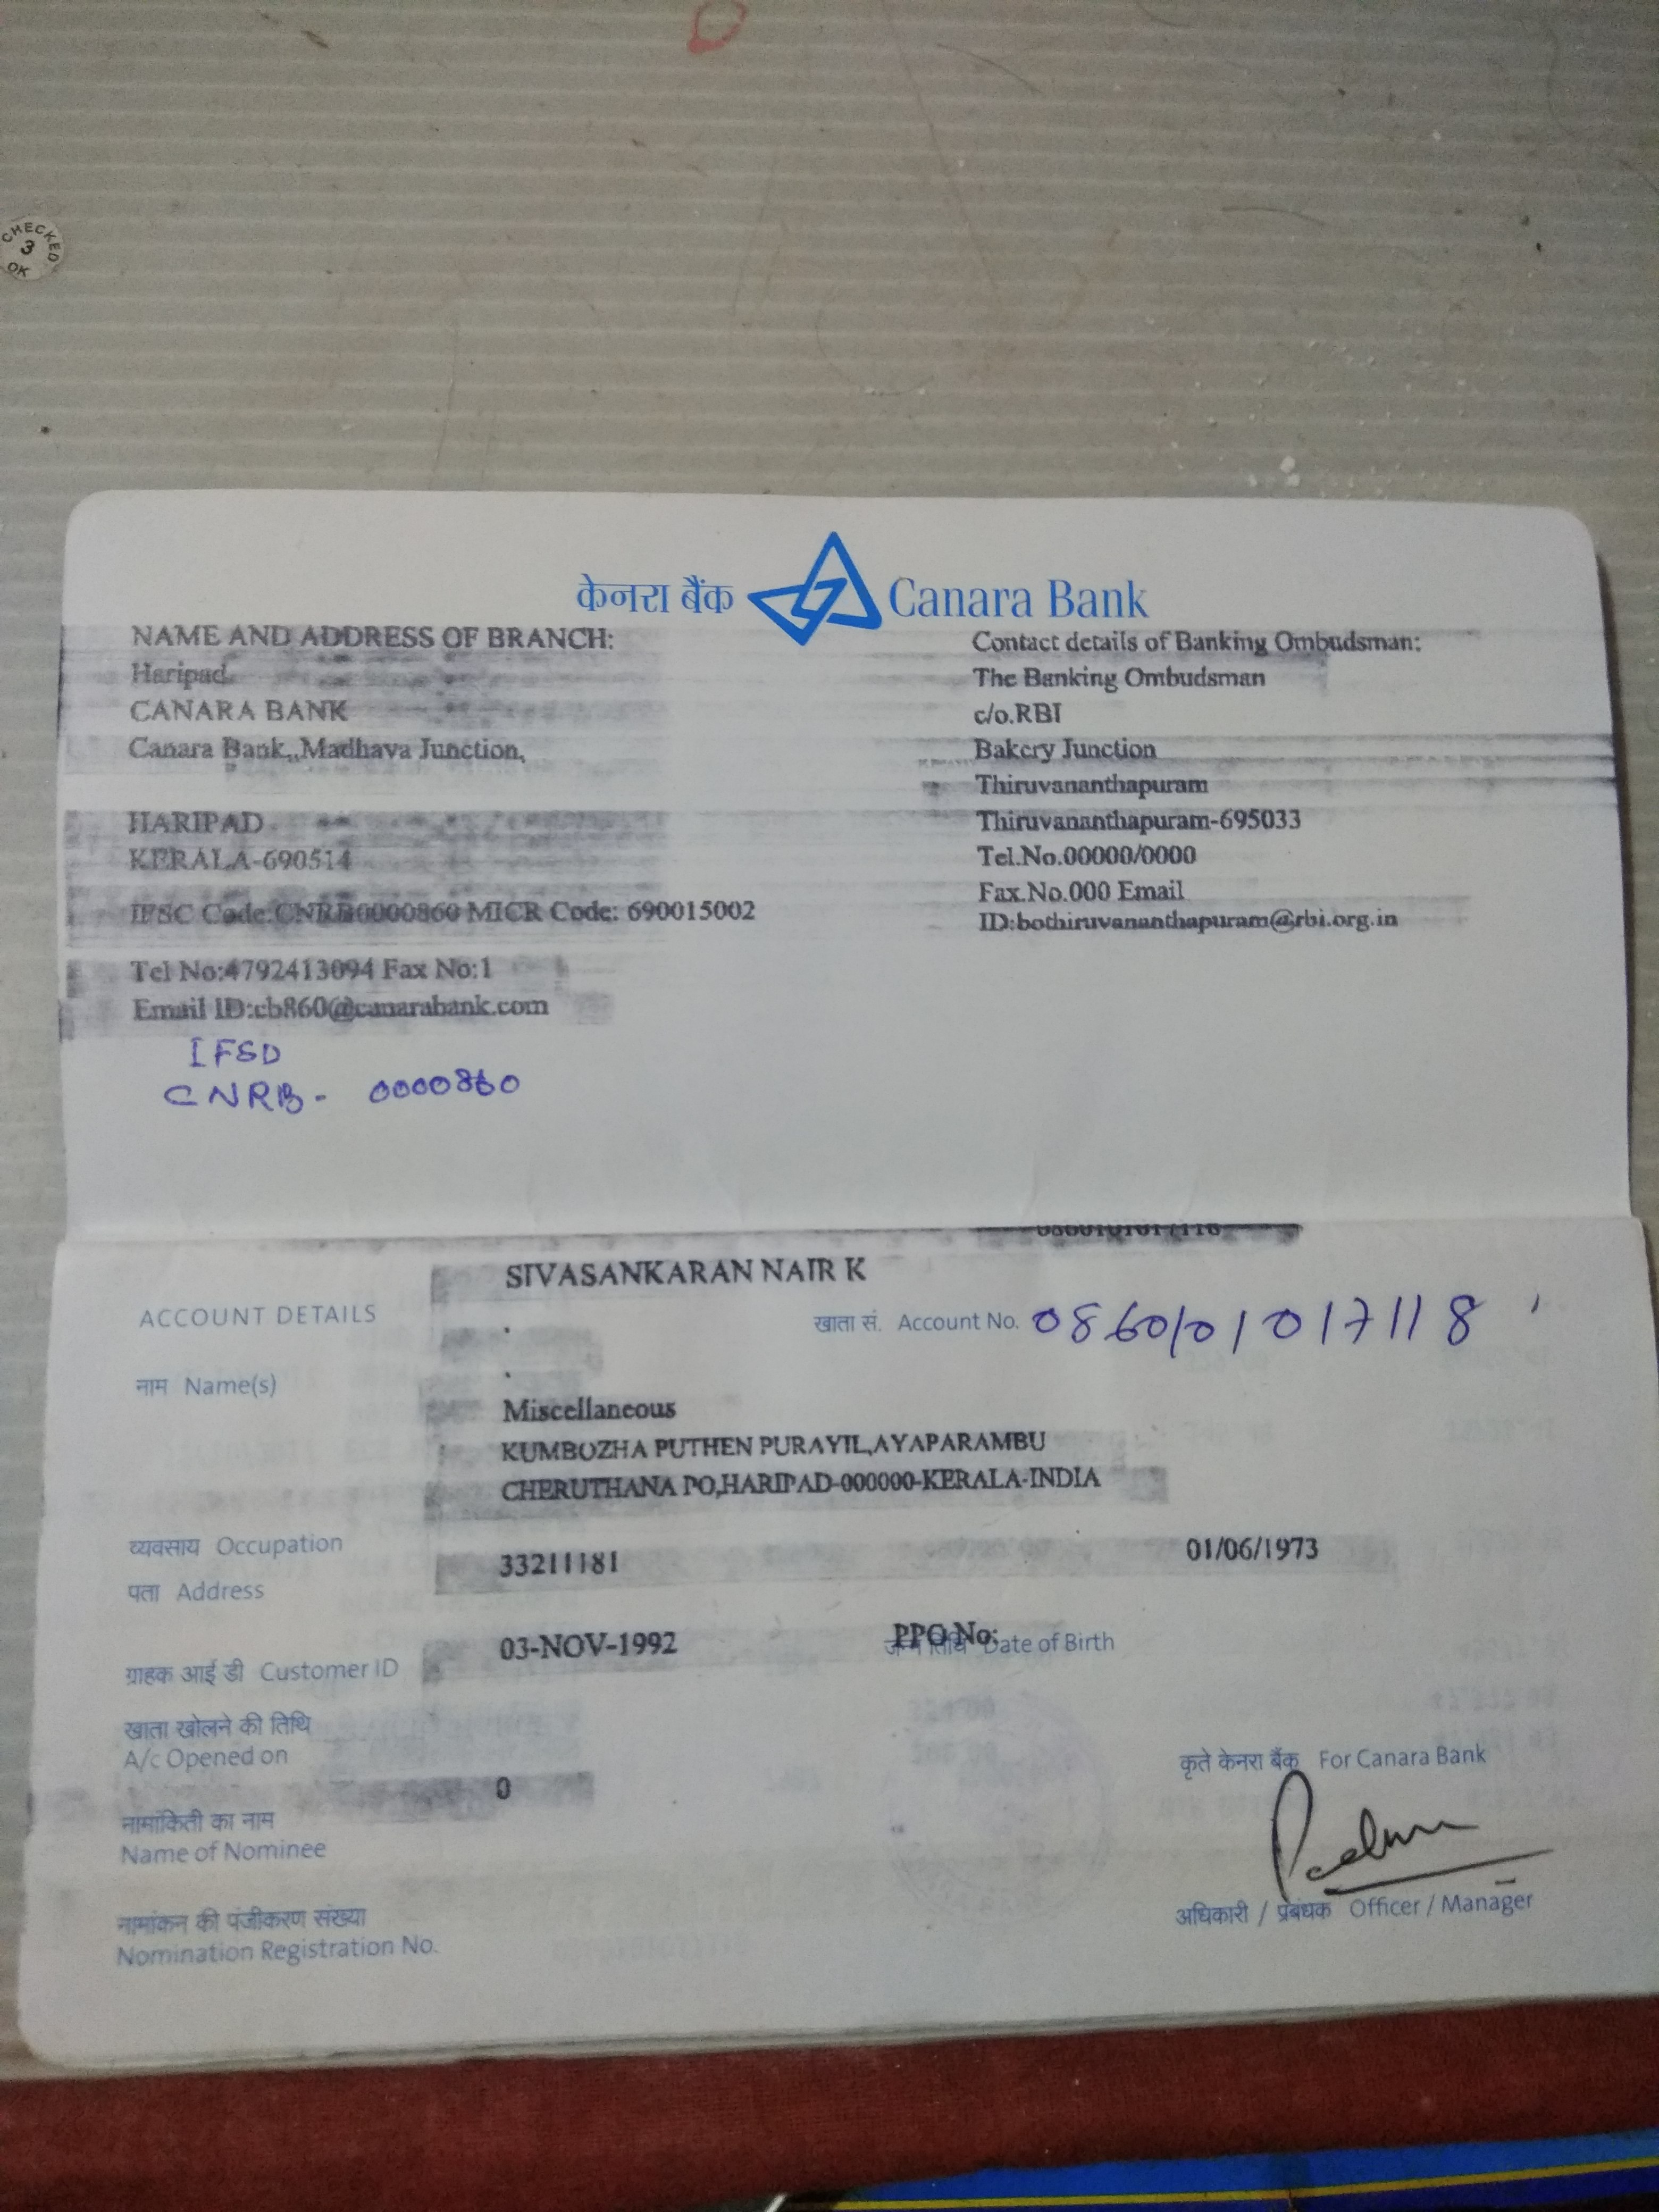 CHECKED
3
OK
केनरा बैंक Canara Bank
NAME AND ADDRESS OF BRANCH:
Haripad
CANARA BANK
Canara Bank,,Madhava Junction,
HARIPAD
KERALA-690514
IFSC Code:CNRB0000860 MICR Code: 690015002
Tel No:4792413094 Fax No:1
Email ID:cb860@canarabank.com
Contact details of Banking Ombudsman:
The Banking Ombudsman
c/o.RBI
Bakery Junction
Thiruvananthapuram
Thiruvananthapuram-695033
Tel.No.00000/0000
Fax.No.000 Email
ID:bothiruvananthapuram@rbi.org.in
IFSD
CNRB- 0000860
SIVASANKARAN NAIR K
ACCOUNT DETAILS
खाता सं. Account No. 0860101017118
नाम Name(s)
Miscellaneous
KUMBOZHA PUTHEN PURAYIL,AYAPARAMBU
CHERUTHANA PO,HARIPAD-000000-KERALA-INDIA
व्यवसाय Occupation
33211181 01/06/1973
पता Address
03-NOV-1992 PPO No:
जन्म तिथि Date of Birth
ग्राहक आई डी Customer ID
खाता खोलने की तिथि
A/c Opened on
0
कृते केनरा बैंक For Canara Bank
नामांकिती का नाम
Name of Nominee
अधिकारी / प्रबंधक Officer / Manager
नामांकन की पंजीकरण संख्या
Nomination Registration No.